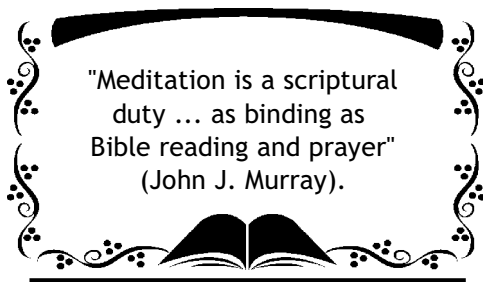 "Meditation is a scriptural
duty ... as binding as
Bible reading and prayer"
(John J. Murray).